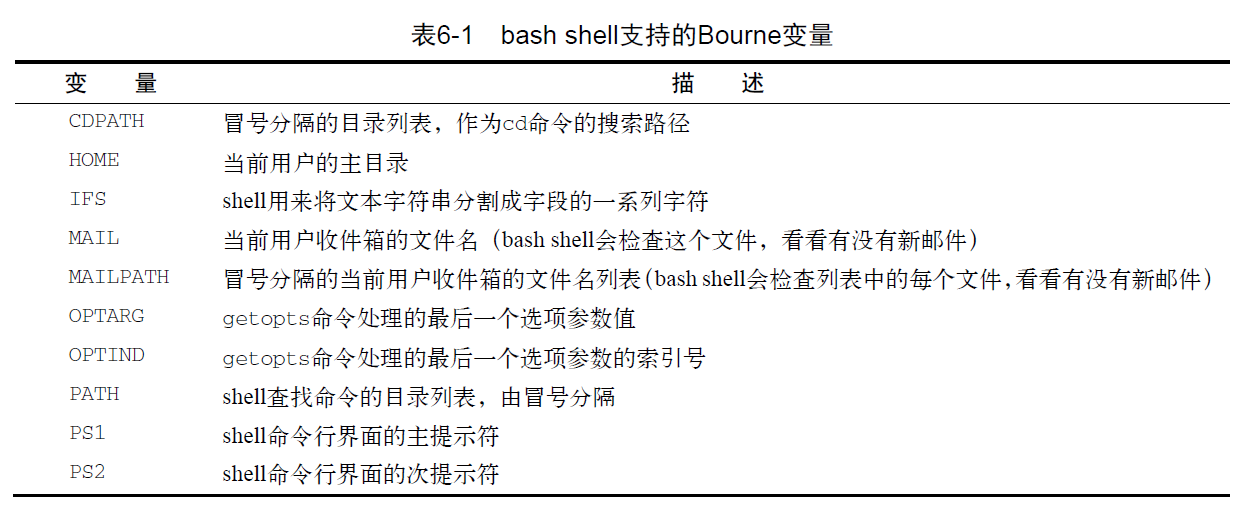 表6-1 bash shell支持的Bourne变量
变 量 描 述
CDPATH 冒号分隔的目录列表，作为cd命令的搜索路径
HOME 当前用户的主目录
IFS shell用来将文本字符串分割成字段的一系列字符
MAIL 当前用户收件箱的文件名（bash shell会检查这个文件，看看有没有新邮件）
MAILPATH 冒号分隔的当前用户收件箱的文件名列表（bash shell会检查列表中的每个文件，看看有没有新邮件）
OPTARG getopts命令处理的最后一个选项参数值
OPTIND getopts命令处理的最后一个选项参数的索引号
PATH shell查找命令的目录列表，由冒号分隔
PS1 shell命令行界面的主提示符
PS2 shell命令行界面的次提示符